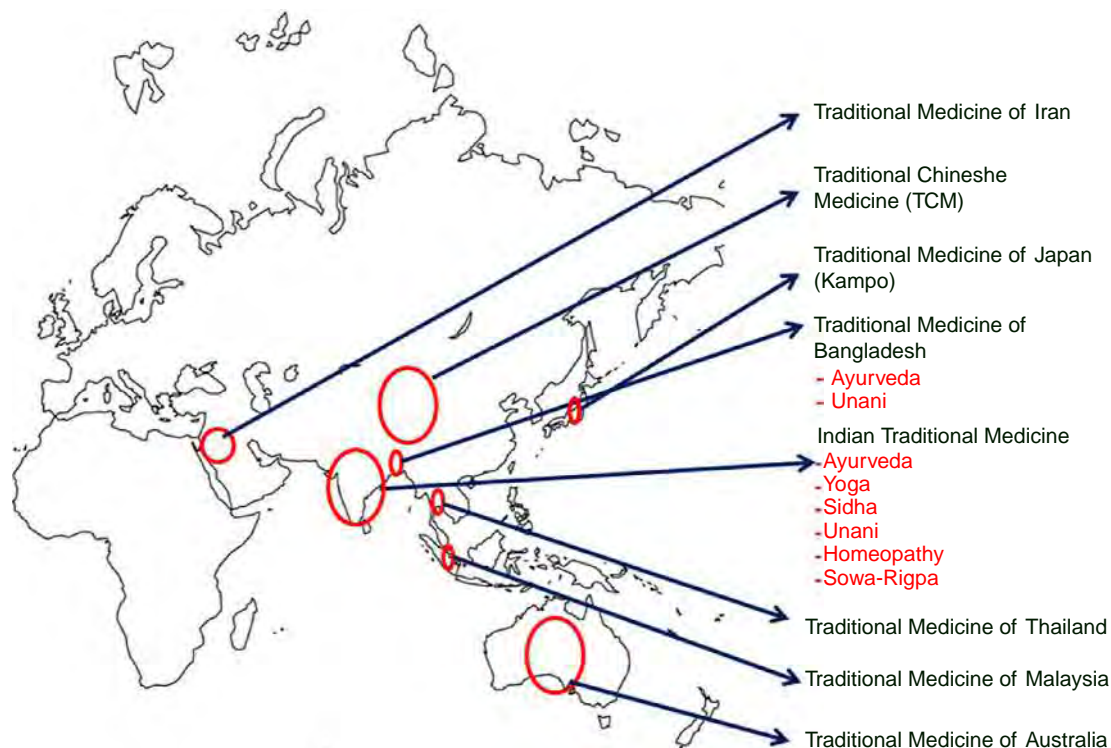 Traditional Medicine of Iran
Traditional Chineshe
Medicine (TCM)
Traditional Medicine of Japan
(Kampo)
Traditional Medicine of
Bangladesh
- Ayurveda
- Unani
Indian Traditional Medicine
-Ayurveda
-Yoga
-Sidha
-Unani
-Homeopathy
-Sowa-Rigpa
Traditional Medicine of Thailand
Traditional Medicine of Malaysia
Traditional Medicine of Australia